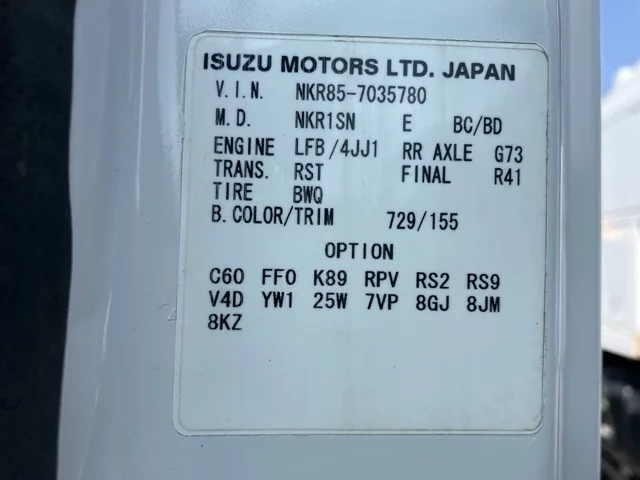 ISUZU MOTORS LTD. JAPAN
V.I.N. NKR85-7035780
M.D. NKR1SN E BC/BD
ENGINE LFB/4JJ1 RR AXLE G73
TRANS. RST FINAL R41
TIRE BWQ
B.COLOR/TRIM 729/155
OPTION
C60 FF0 K89 RPV RS2 RS9
V4D YW1 25W 7VP 8GJ 8JM
8KZ